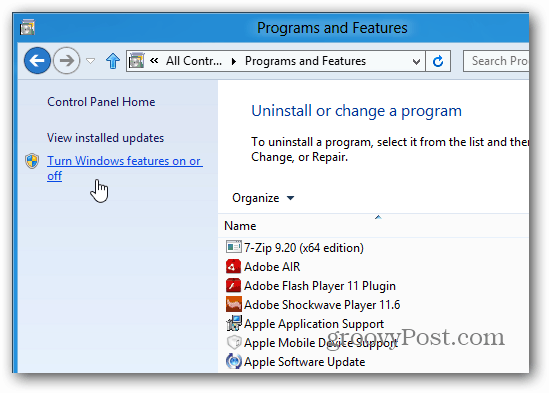 Programs and Features
« All Contr... ▸ Programs and Features
Search Pro
Control Panel Home
View installed updates
Turn Windows features on or
off
Uninstall or change a program
To uninstall a program, select it from the list and then
Change, or Repair.
Organize
Name
7-Zip 9.20 (x64 edition)
Adobe AIR
Adobe Flash Player 11 Plugin
Adobe Shockwave Player 11.6
Apple Application Support
Apple Mobile Device Support
Apple Software Update
groovyPost.com